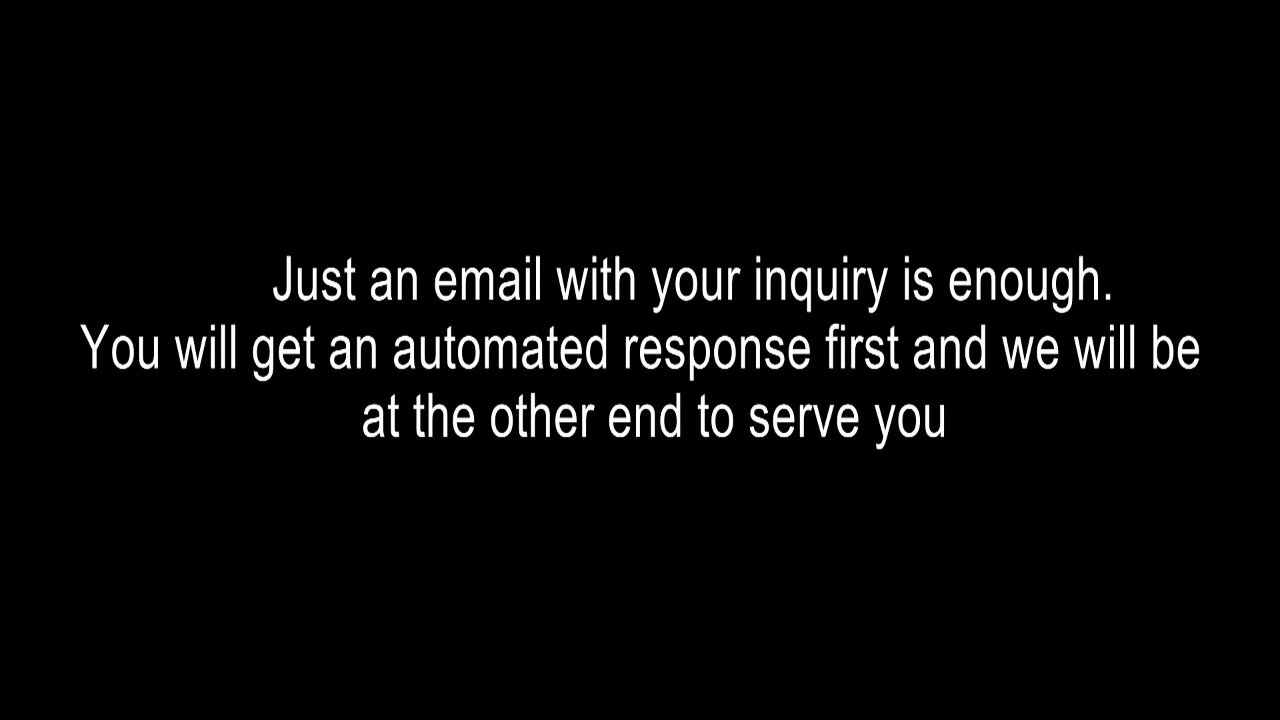 Just an email with your inquiry is enough.
You will get an automated response first and we will be
at the other end to serve you